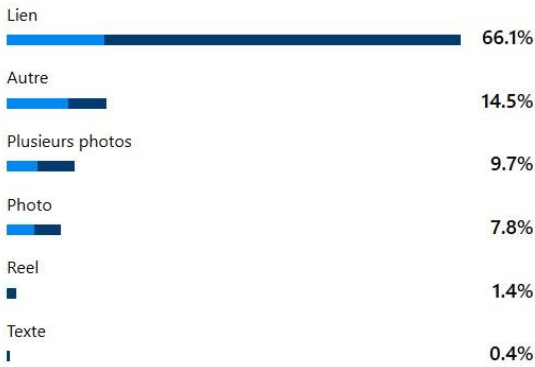 Lien
66.1%
Autre
14.5%
Plusieurs photos
9.7%
Photo
7.8%
Reel
1.4%
Texte
0.4%